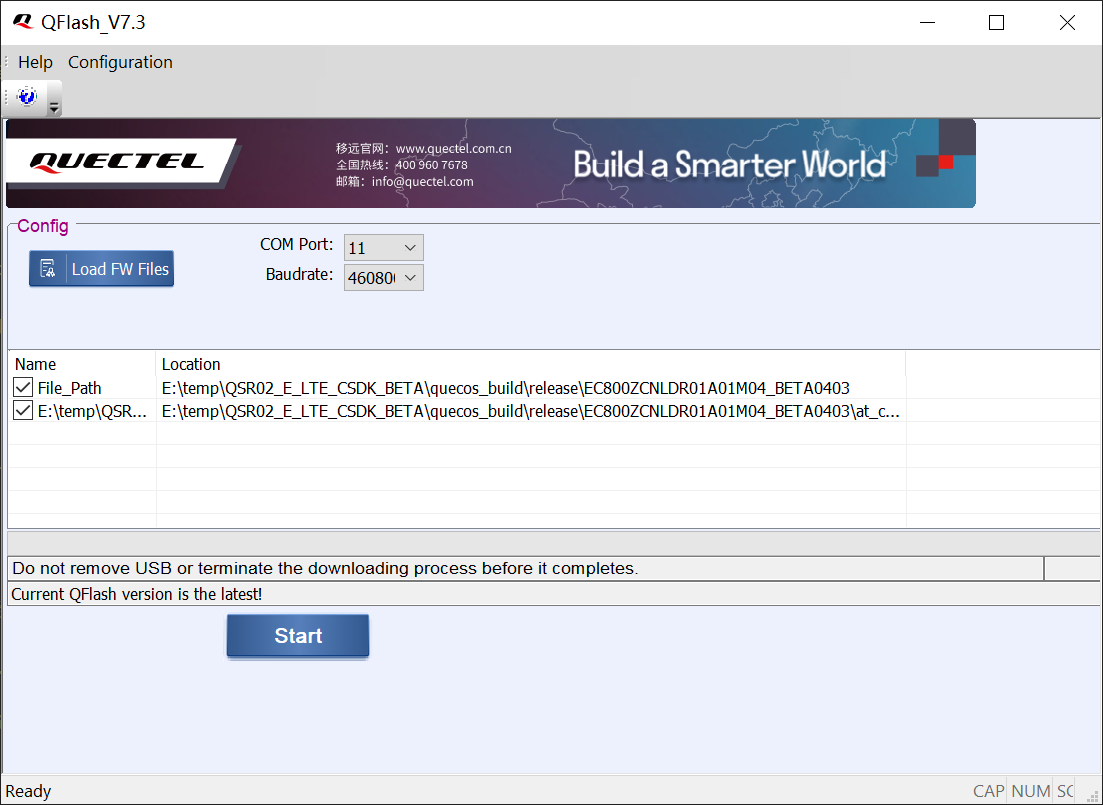 QFlash_V7.3
Help Configuration
QUECTEL
移远官网：www.quectel.com.cn
全国热线：400 960 7678
邮箱：info@quectel.com
Build a Smarter World
Config
Load FW Files
COM Port: 11
Baudrate: 460800
Name Location
File_Path E:\temp\QSR02_E_LTE_CSDK_BETA\quecos_build\release\EC800ZCNLDR01A01M04_BETA0403
E:\temp\QSR... E:\temp\QSR02_E_LTE_CSDK_BETA\quecos_build\release\EC800ZCNLDR01A01M04_BETA0403\at_c...
Do not remove USB or terminate the downloading process before it completes.
Current QFlash version is the latest!
Start
Ready CAP NUM SC